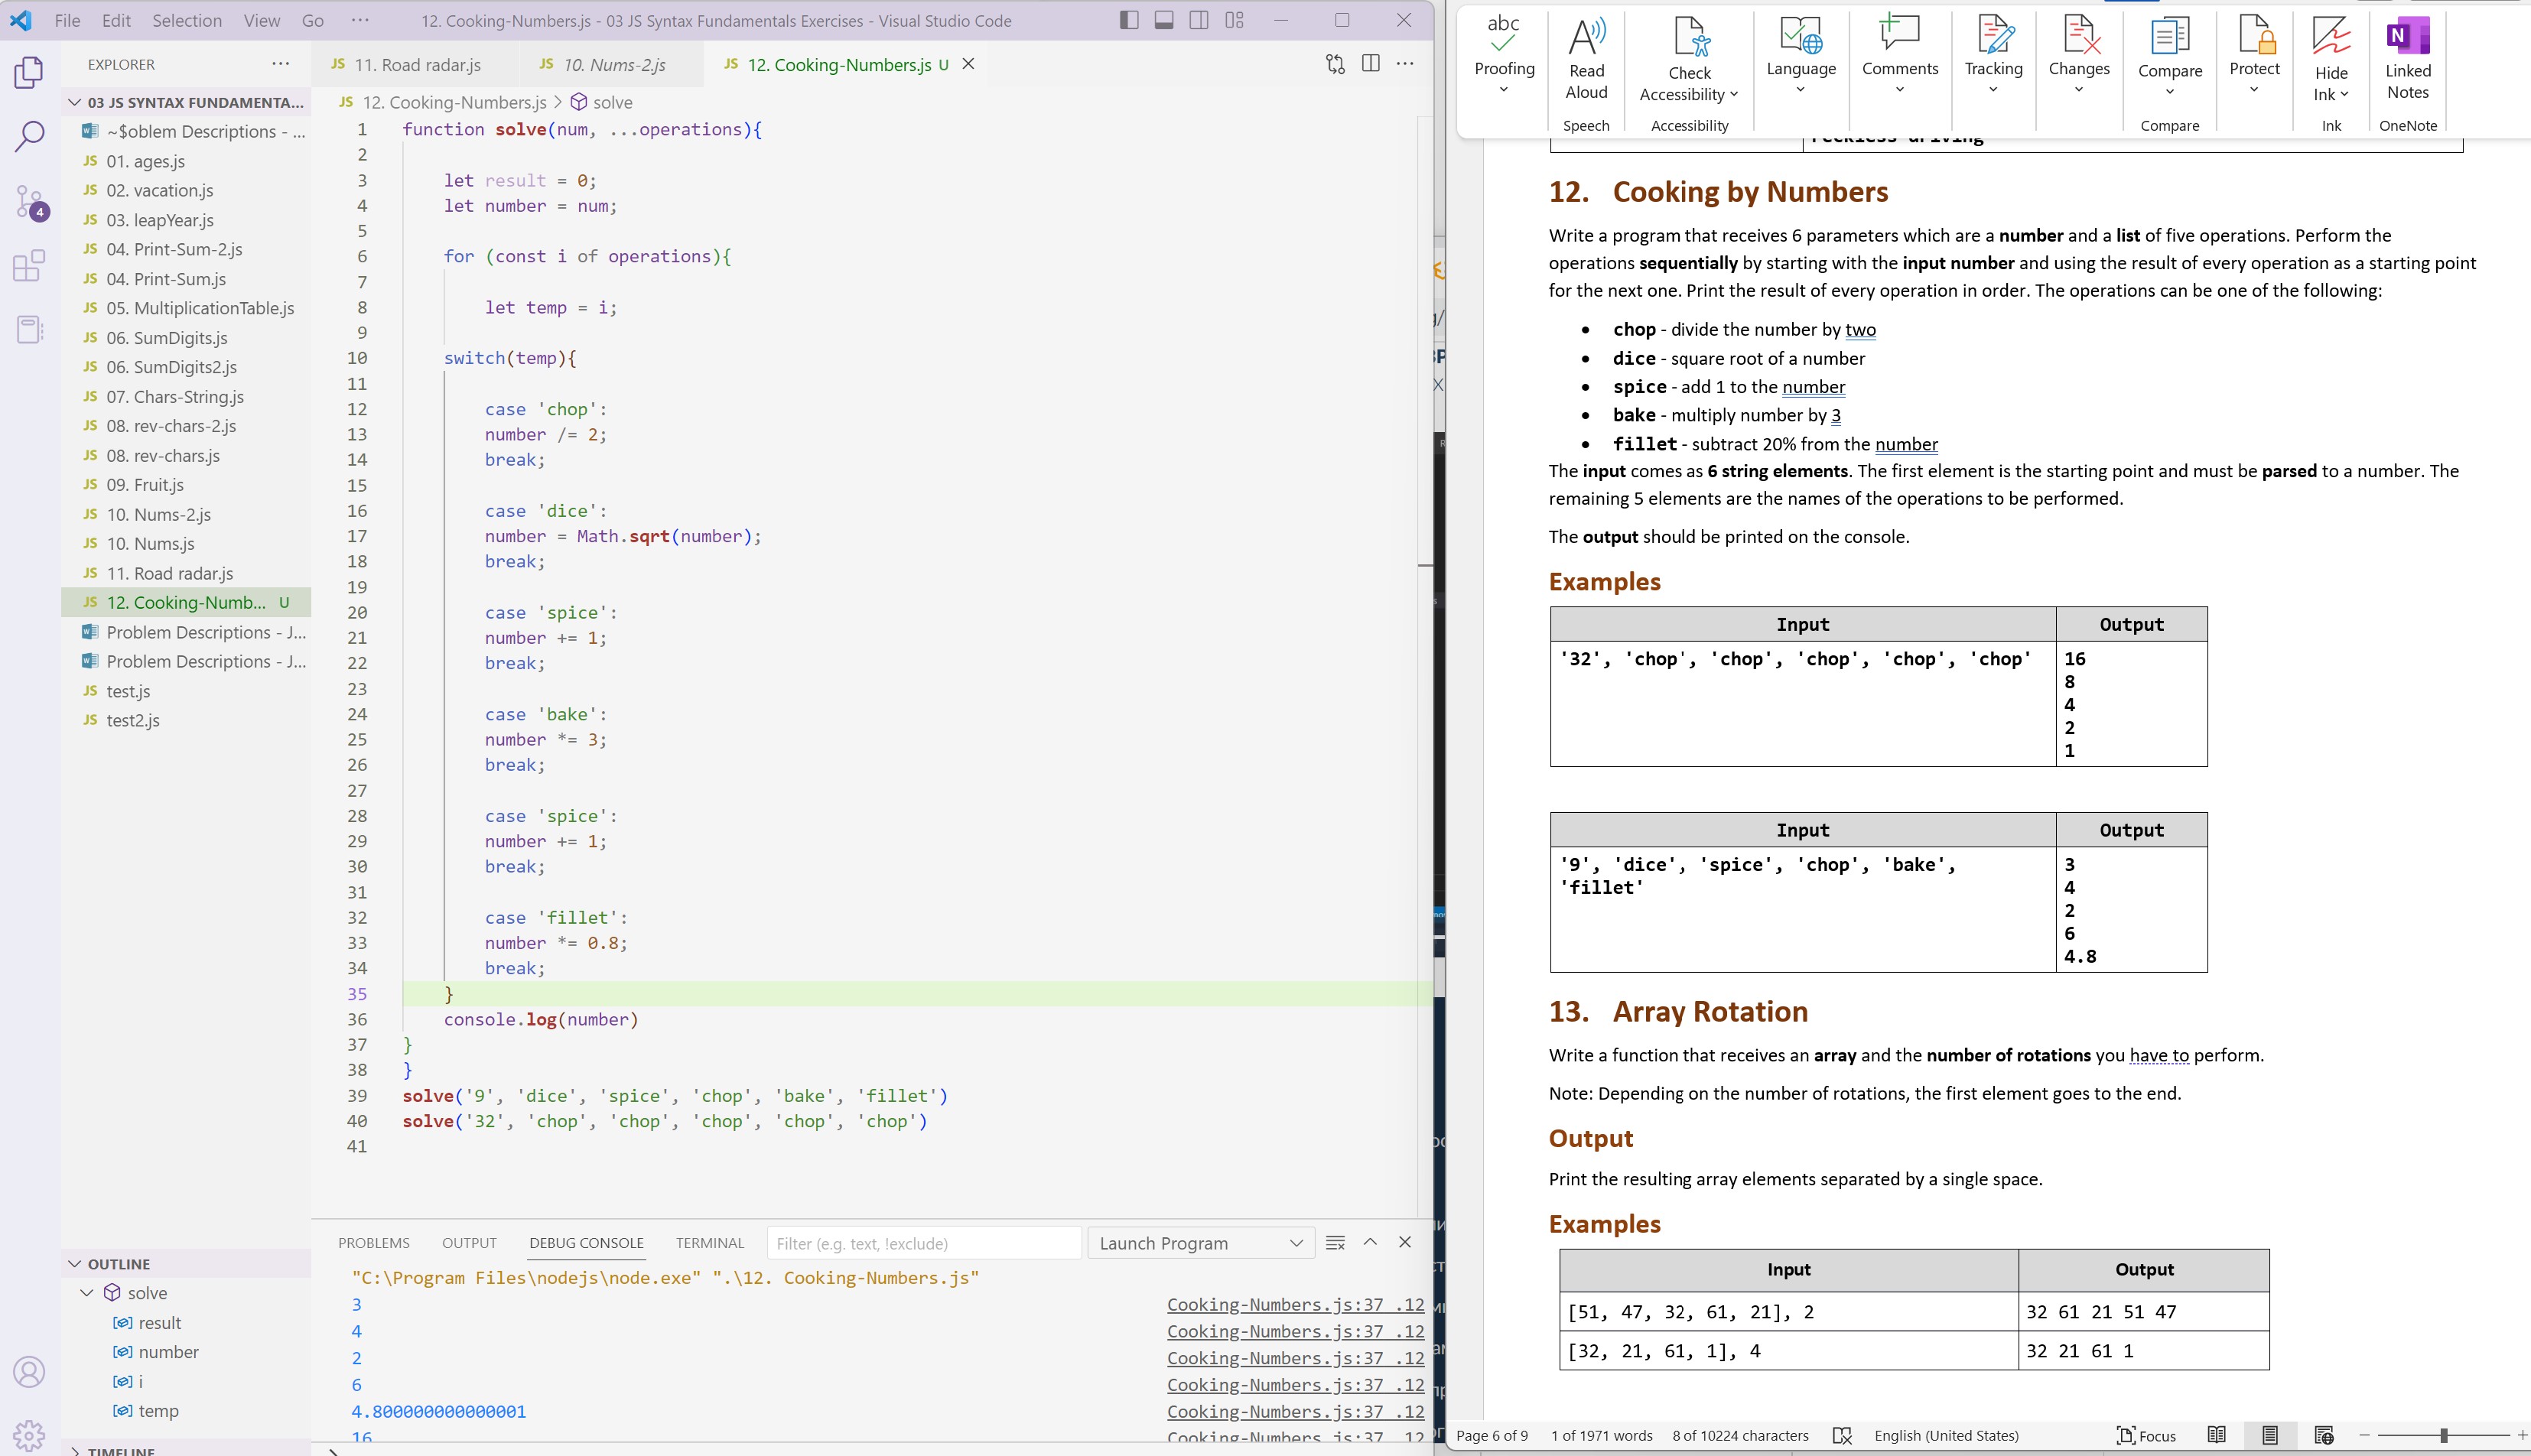 File Edit Selection View Go ··· 12. Cooking-Numbers.js - 03 JS Syntax Fundamentals Exercises - Visual Studio Code
EXPLORER ···
JS 11. Road radar.js JS 10. Nums-2.js JS 12. Cooking-Numbers.js U
03 JS SYNTAX FUNDAMENTA...
~$oblem Descriptions - ...
JS 01. ages.js
JS 02. vacation.js
JS 03. leapYear.js
4
JS 04. Print-Sum-2.js
JS 04. Print-Sum.js
JS 05. MultiplicationTable.js
JS 06. SumDigits.js
JS 06. SumDigits2.js
JS 07. Chars-String.js
JS 08. rev-chars-2.js
JS 08. rev-chars.js
JS 09. Fruit.js
JS 10. Nums-2.js
JS 10. Nums.js
JS 11. Road radar.js
JS 12. Cooking-Numb... U
Problem Descriptions - J...
Problem Descriptions - J...
JS test.js
JS test2.js
OUTLINE
solve
result
number
i
temp
TIMELINE
JS 12. Cooking-Numbers.js > solve
1 function solve(num, ...operations){
2
3 let result = 0;
4 let number = num;
5
6 for (const i of operations){
7
8 let temp = i;
9
10 switch(temp){
11
12 case 'chop':
13 number /= 2;
14 break;
15
16 case 'dice':
17 number = Math.sqrt(number);
18 break;
19
20 case 'spice':
21 number += 1;
22 break;
23
24 case 'bake':
25 number *= 3;
26 break;
27
28 case 'spice':
29 number += 1;
30 break;
31
32 case 'fillet':
33 number *= 0.8;
34 break;
35 }
36 console.log(number)
37 }
38 }
39 solve('9', 'dice', 'spice', 'chop', 'bake', 'fillet')
40 solve('32', 'chop', 'chop', 'chop', 'chop', 'chop')
41
PROBLEMS OUTPUT DEBUG CONSOLE TERMINAL Filter (e.g. text, !exclude) Launch Program
"C:\Program Files\nodejs\node.exe" ".\12. Cooking-Numbers.js"
3 Cooking-Numbers.js:37 .12
4 Cooking-Numbers.js:37 .12
2 Cooking-Numbers.js:37 .12
6 Cooking-Numbers.js:37 .12
4.800000000000001 Cooking-Numbers.js:37 .12
16 Cooking-Numbers.js:37 .12
abc
Proofing
Read Aloud
Check Accessibility
Language
Comments
Tracking
Changes
Compare
Protect
Hide Ink
N
Linked Notes
Speech Accessibility Compare Ink OneNote
reckless driving
12. Cooking by Numbers
Write a program that receives 6 parameters which are a number and a list of five operations. Perform the
operations sequentially by starting with the input number and using the result of every operation as a starting point
for the next one. Print the result of every operation in order. The operations can be one of the following:
• chop - divide the number by two
• dice - square root of a number
• spice - add 1 to the number
• bake - multiply number by 3
• fillet - subtract 20% from the number
The input comes as 6 string elements. The first element is the starting point and must be parsed to a number. The
remaining 5 elements are the names of the operations to be performed.
The output should be printed on the console.
Examples
Input Output
'32', 'chop', 'chop', 'chop', 'chop', 'chop' 16
8
4
2
1
Input Output
'9', 'dice', 'spice', 'chop', 'bake', 3
'fillet' 4
2
6
4.8
13. Array Rotation
Write a function that receives an array and the number of rotations you have to perform.
Note: Depending on the number of rotations, the first element goes to the end.
Output
Print the resulting array elements separated by a single space.
Examples
Input Output
[51, 47, 32, 61, 21], 2 32 61 21 51 47
[32, 21, 61, 1], 4 32 21 61 1
Page 6 of 9 1 of 1971 words 8 of 10224 characters English (United States) Focus